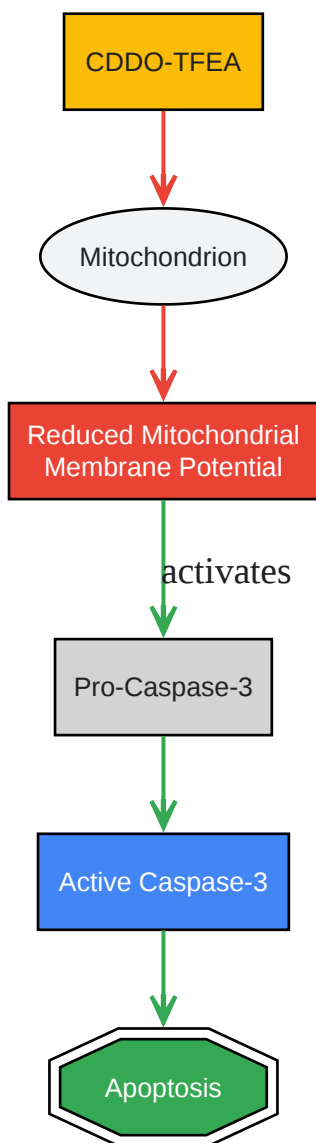 CDDO-TFEA
Mitochondrion
Reduced Mitochondrial
Membrane Potential
activates
Pro-Caspase-3
Active Caspase-3
Apoptosis